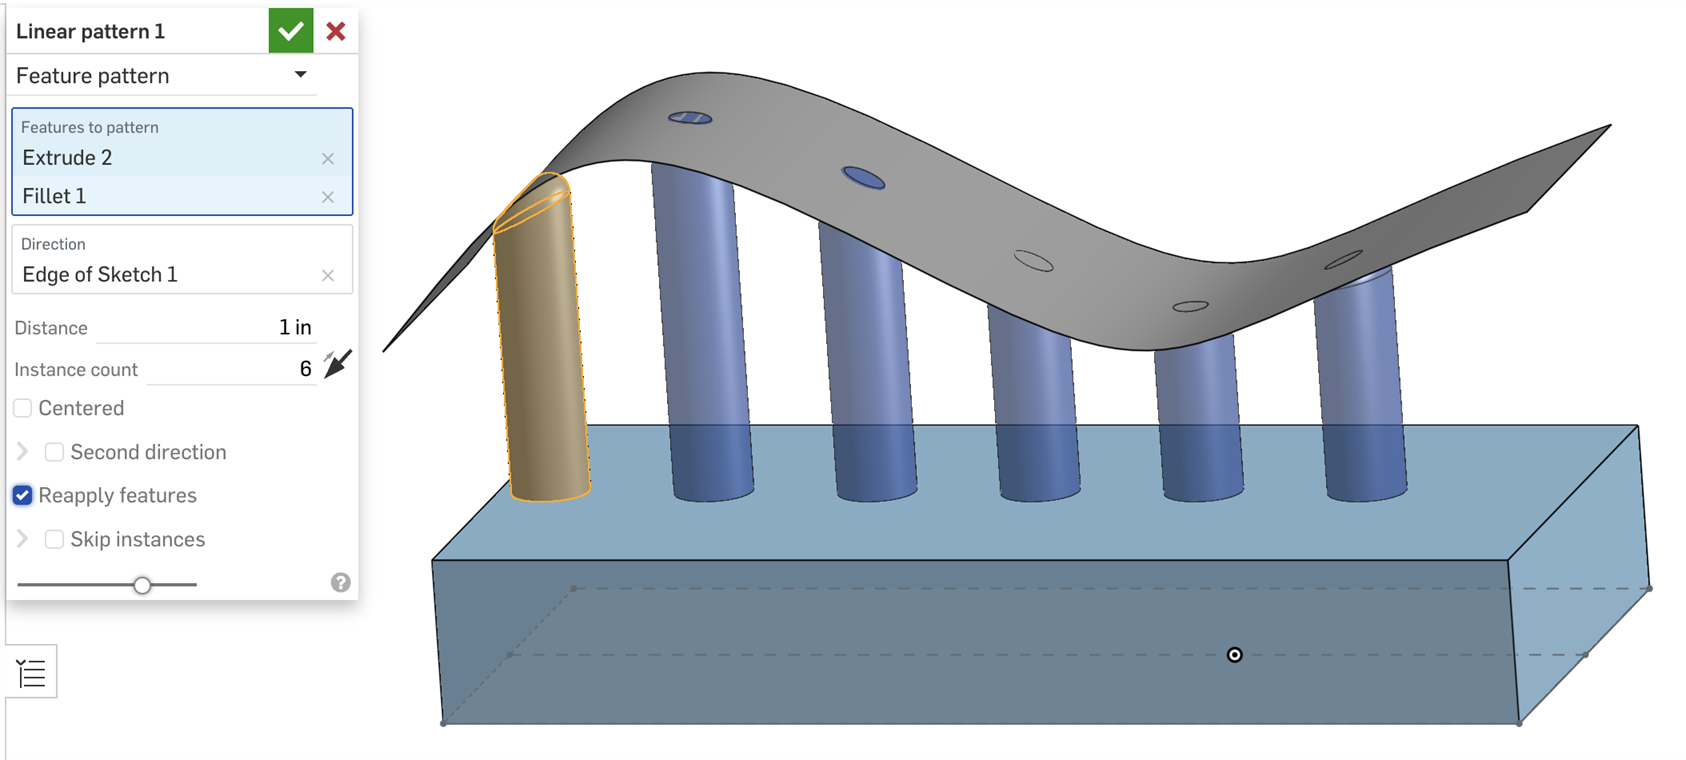 Linear pattern 1
Feature pattern
Features to pattern
Extrude 2
Fillet 1
Direction
Edge of Sketch 1
Distance 1 in
Instance count 6
Centered
Second direction
Reapply features
Skip instances
?